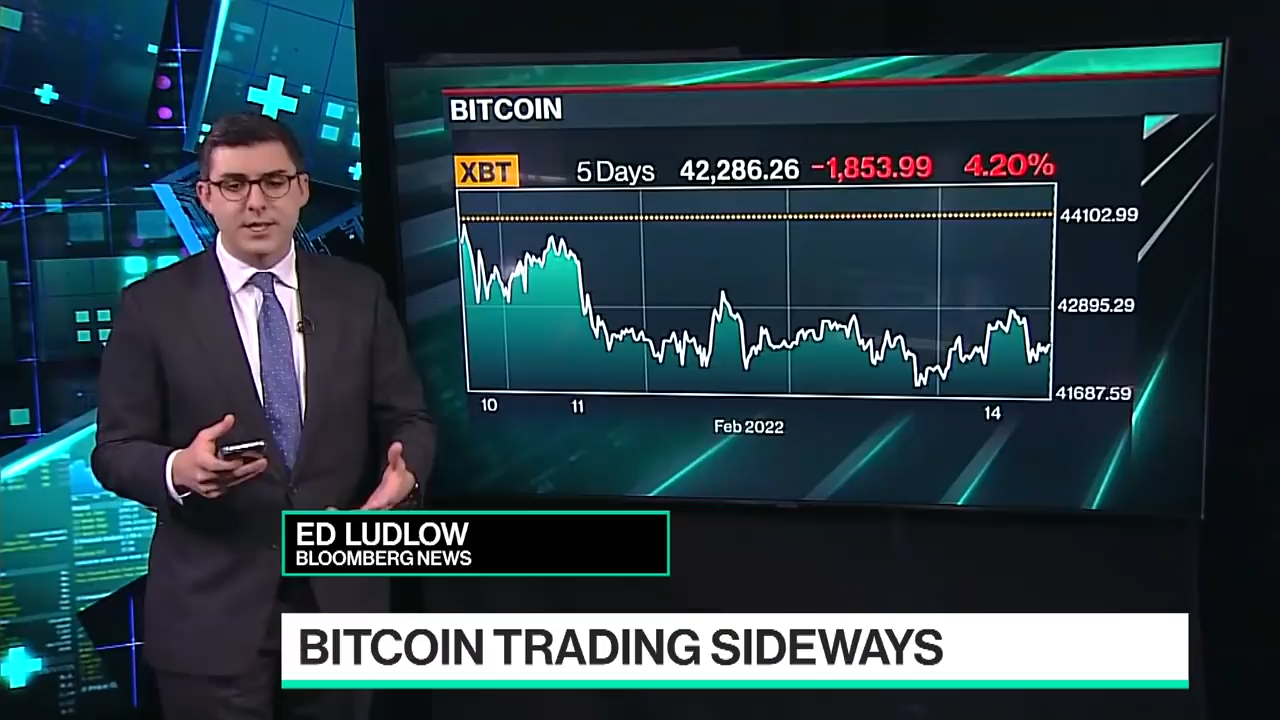 BITCOIN
XBT 5 Days 42,286.26 -1,853.99 4.20%
44102.99
42895.29
41687.59
10 11 14
Feb 2022
ED LUDLOW
BLOOMBERG NEWS
BITCOIN TRADING SIDEWAYS